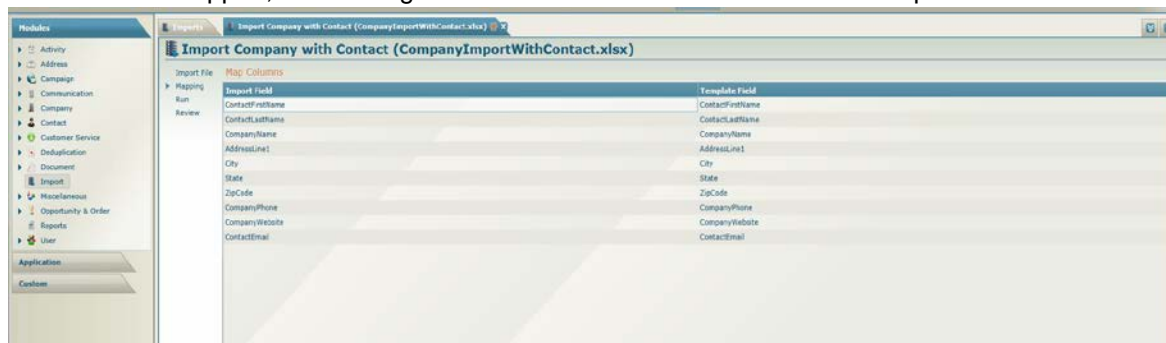 Modules
Activity
Address
Campaign
Communication
Company
Contact
Customer Service
Deduplication
Document
Import
Miscellaneous
Opportunity & Order
Reports
User
Application
Custom
Imports
Import Company with Contact (CompanyImportWithContact.xlsx)
Import Company with Contact (CompanyImportWithContact.xlsx)
Import File
Mapping
Run
Review
Map Columns
Import Field Template Field
ContactFirstName ContactFirstName
ContactLastName ContactLastName
CompanyName CompanyName
AddressLine1 AddressLine1
City City
State State
ZipCode ZipCode
CompanyPhone CompanyPhone
CompanyWebsite CompanyWebsite
ContactEmail ContactEmail